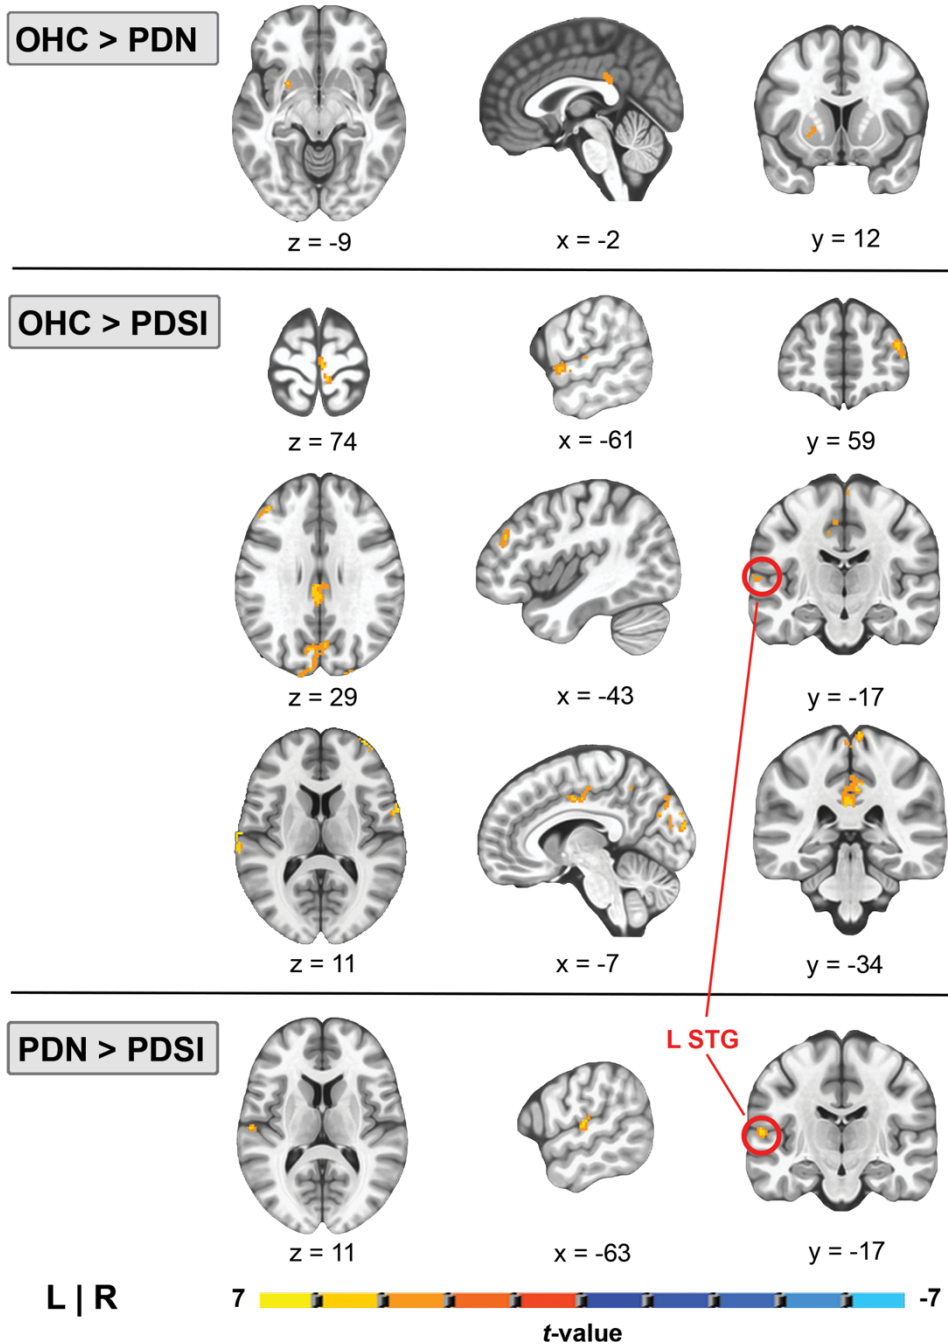 OHC > PDN
z = -9
x = -2
y = 12
OHC > PDSI
z = 74
x = -61
y = 59
z = 29
x = -43
y = -17
z = 11
x = -7
y = -34
L STG
PDN > PDSI
z = 11
x = -63
y = -17
L | R
7
-7
t-value